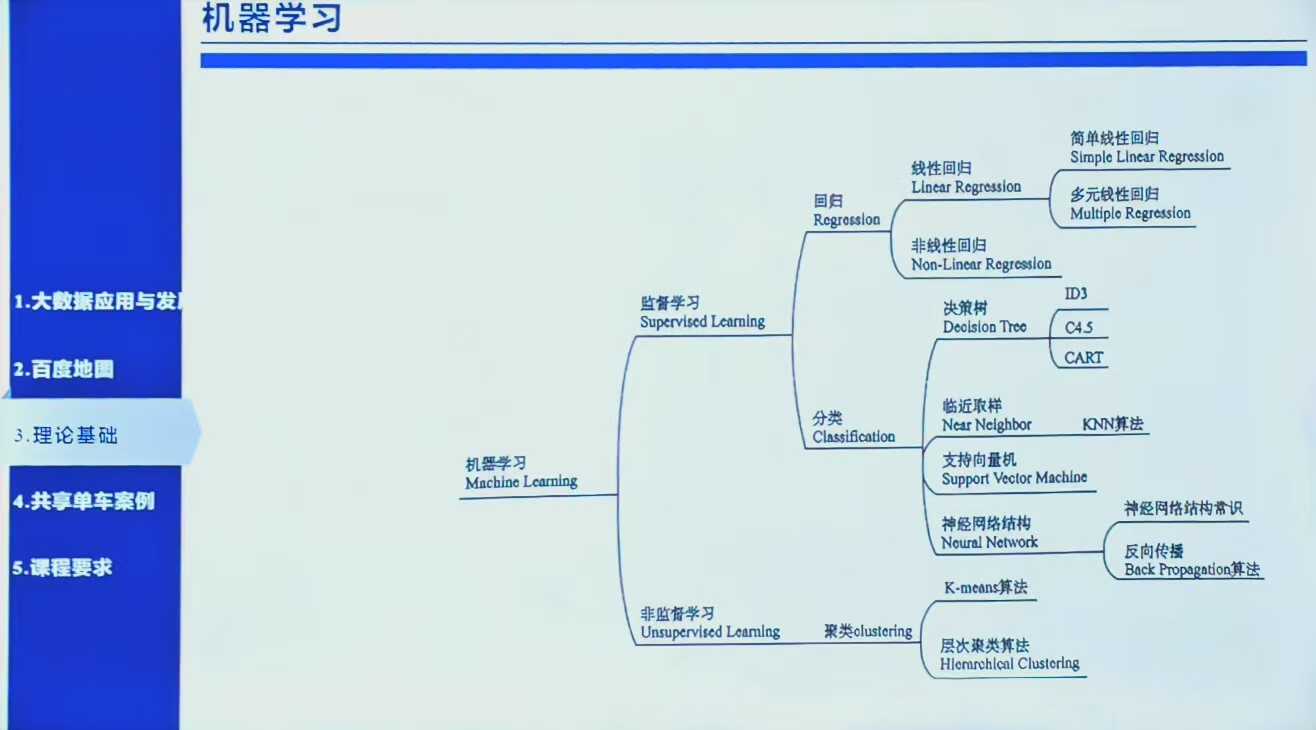 机器学习
1.大数据应用与发
2.百度地图
3.理论基础
4.共享单车案例
5.课程要求
机器学习
Machine Learning
监督学习
Supervised Learning
回归
Regression
线性回归
Linear Regression
简单线性回归
Simple Linear Regression
多元线性回归
Multiple Regression
非线性回归
Non-Linear Regression
分类
Classification
决策树
Decision Tree
ID3
C4.5
CART
临近取样
Near Neighbor
KNN算法
支持向量机
Support Vector Machine
神经网络结构
Neural Network
神经网络结构常识
反向传播
Back Propagation算法
非监督学习
Unsupervised Learning
聚类clustering
K-means算法
层次聚类算法
Hierarchical Clustering